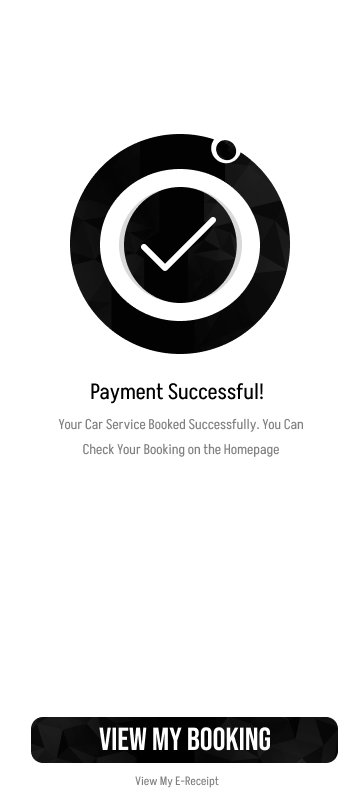 Payment Successful!
Your Car Service Booked Successfully. You Can
Check Your Booking on the Homepage
VIEW MY BOOKING
View My E-Receipt